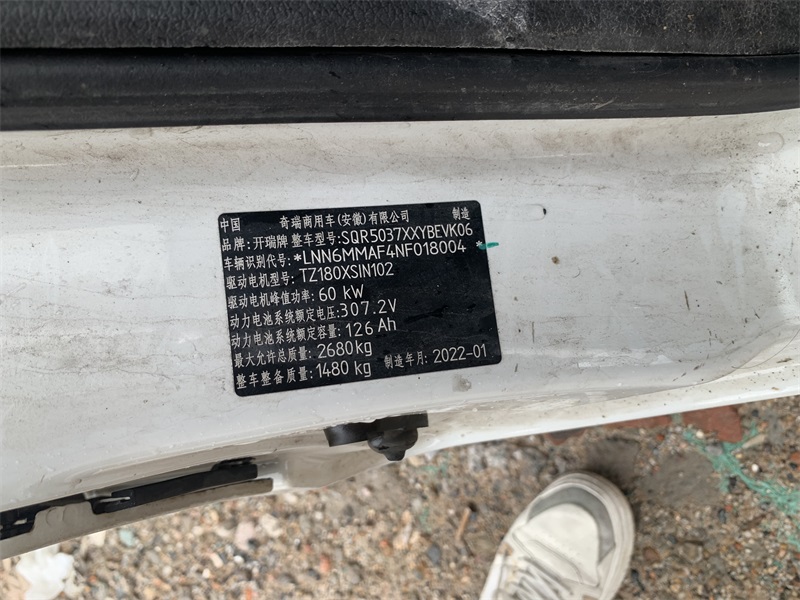 中国 奇瑞商用车(安徽)有限公司 制造
品牌:开瑞牌 整车型号:SQR5037XXYBEVK06
车辆识别代号:*LNN6MMAF4NF018004*
驱动电机型号:TZ180XSIN102
驱动电机峰值功率:60 kW
动力电池系统额定电压:307.2V
动力电池系统额定容量:126Ah
最大允许总质量:2680kg
整车整备质量:1480 kg 制造年月:2022-01